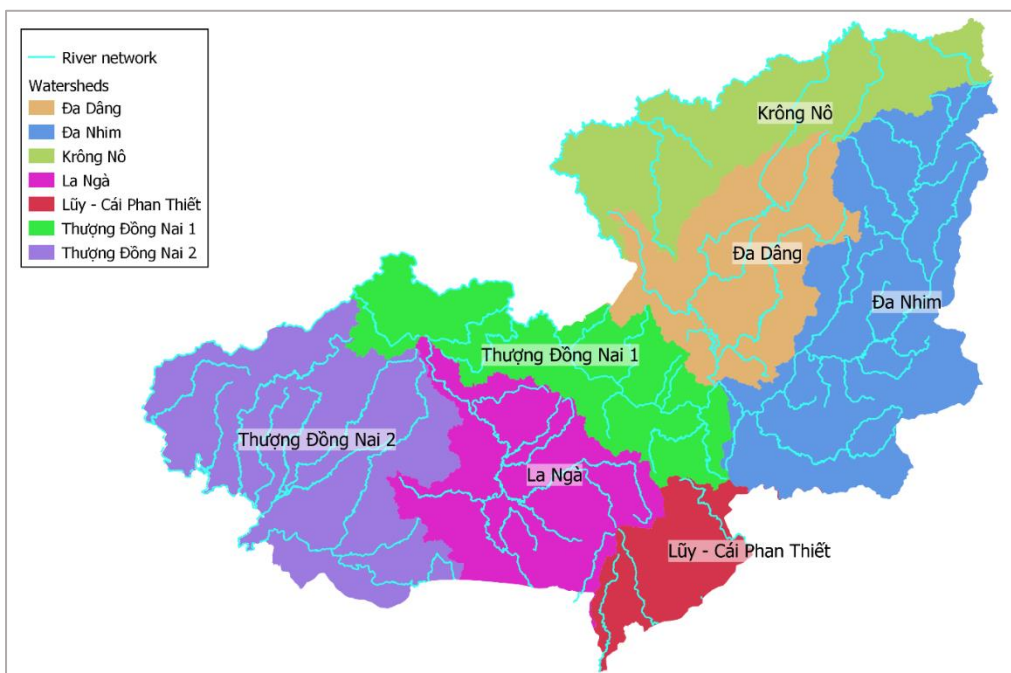 River network
Watersheds
Đa Dâng
Đa Nhim
Krông Nô
La Ngà
Lũy - Cái Phan Thiết
Thượng Đồng Nai 1
Thượng Đồng Nai 2
Krông Nô
Đa Dâng
Đa Nhim
Thượng Đồng Nai 1
Thượng Đồng Nai 2
La Ngà
Lũy - Cái Phan Thiết